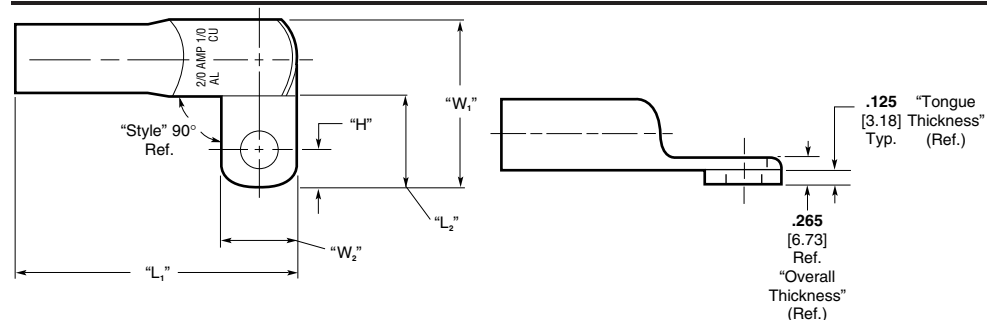 2/0 AMP 1/0
AL CU
"Style" 90°
Ref.
"H"
"W₁"
"L₂"
"W₂"
"L₁"
.125 "Tongue
[3.18] Thickness"
Typ. (Ref.)
.265
[6.73]
Ref.
"Overall
Thickness"
(Ref.)